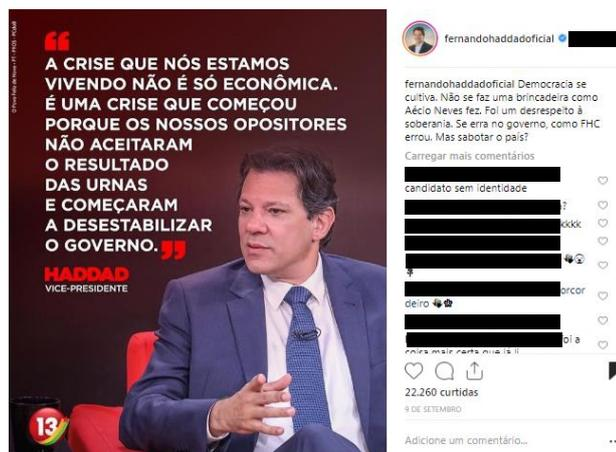 A CRISE QUE NÓS ESTAMOS
VIVENDO NÃO É SÓ ECONÔMICA.
É UMA CRISE QUE COMEÇOU
PORQUE OS NOSSOS OPOSITORES
NÃO ACEITARAM
O RESULTADO
DAS URNAS
E COMEÇARAM
A DESESTABILIZAR
O GOVERNO.
HADDAD
VICE-PRESIDENTE
13
fernandohaddadoficial
fernandohaddadoficial Democracia se
cultiva. Não se faz uma brincadeira como
Aécio Neves fez. Foi um desrespeito à
soberania. Se erra no governo, como FHC
errou. Mas sabotar o país?
Carregar mais comentários
candidato sem identidade
?
kkkk
orcor
deiro
oi a
coisa mais certa que já li
22.260 curtidas
9 DE SETEMBRO
Adicione um comentário...